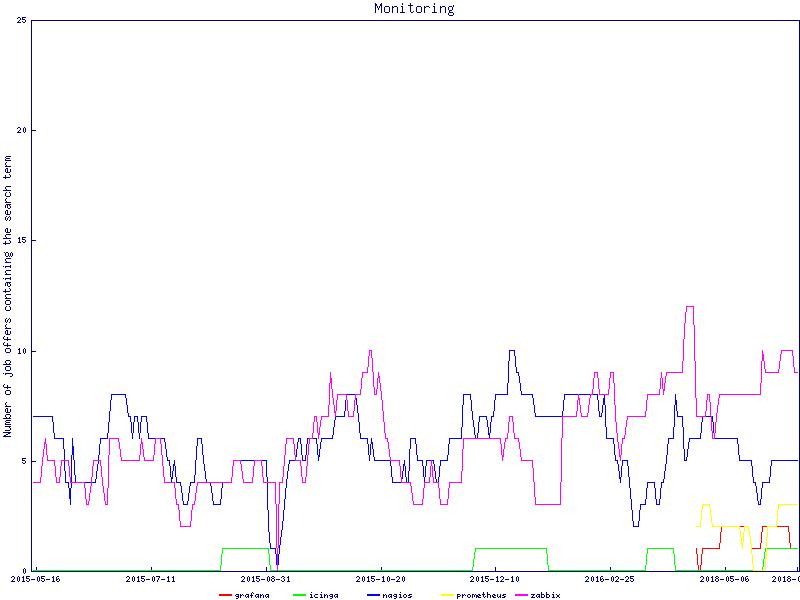 Monitoring
25
20
15
10
5
0
Number of job offers containing the search term
2015-05-16 2015-07-11 2015-08-31 2015-10-20 2015-12-10 2016-02-25 2018-05-06 2018-0
grafana icinga nagios prometheus zabbix